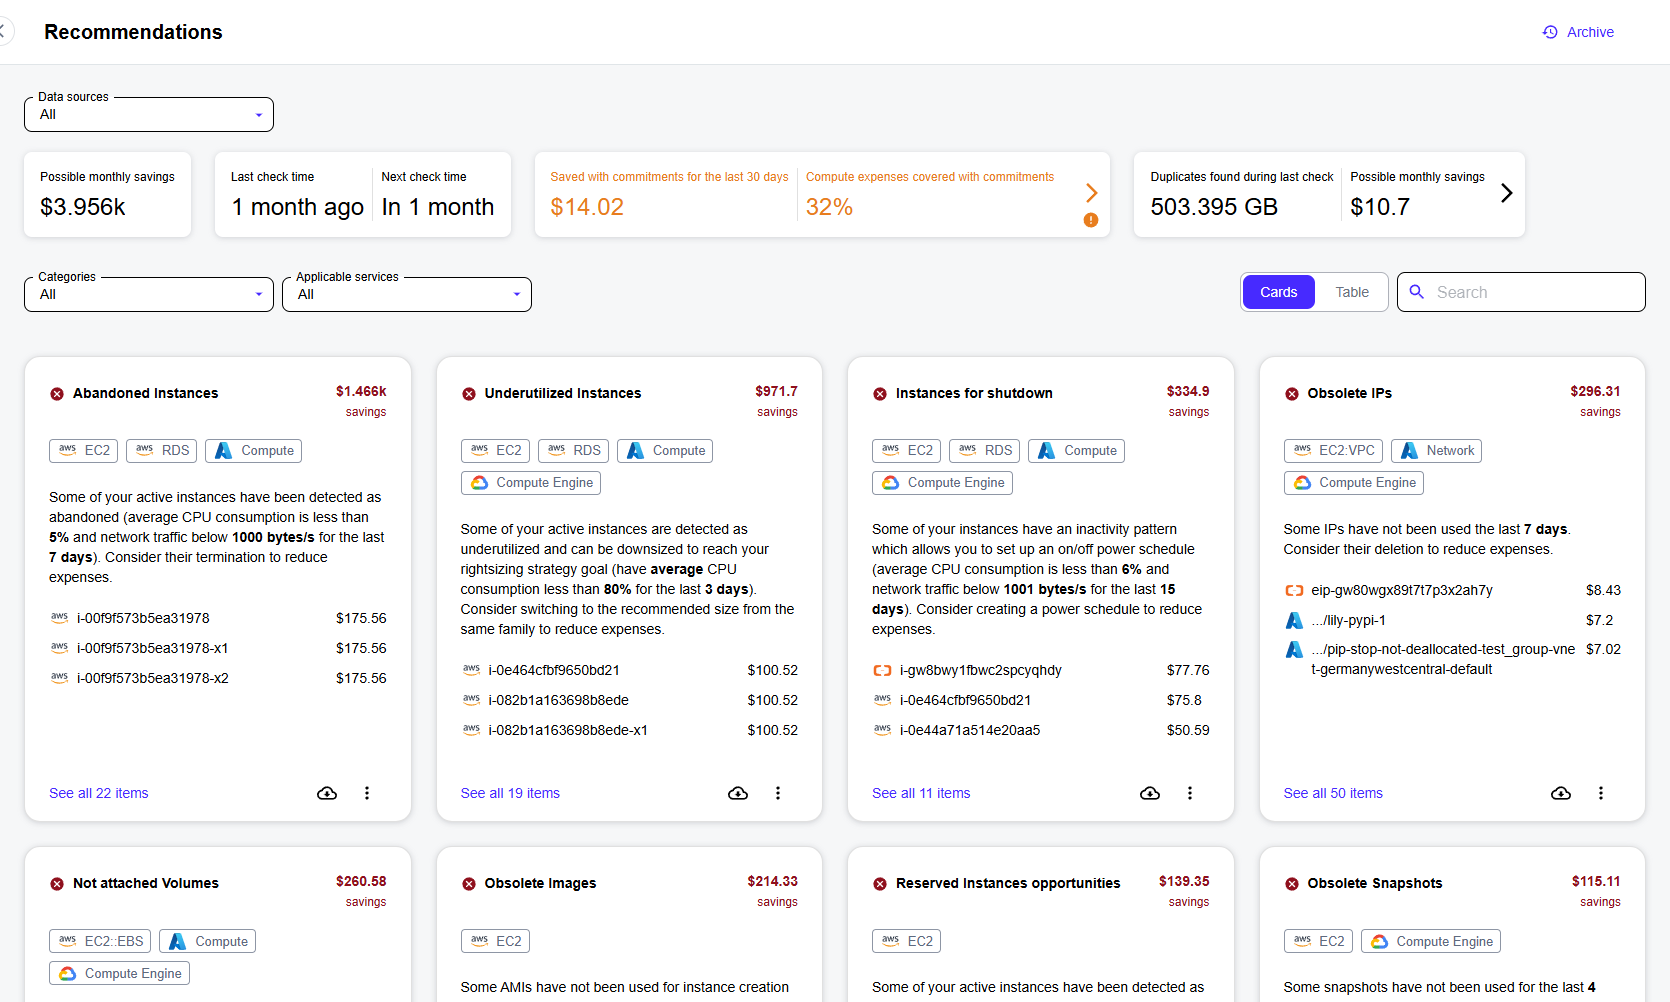 Recommendations
Archive
Data sources
All
Possible monthly savings
$3.956k
Last check time
1 month ago
Next check time
In 1 month
Saved with commitments for the last 30 days
$14.02
Compute expenses covered with commitments
32%
Duplicates found during last check
503.395 GB
Possible monthly savings
$10.7
Categories
All
Applicable services
All
Cards
Table
Search
Abandoned Instances
$1.466k
savings
aws EC2
aws RDS
Compute
Some of your active instances have been detected as
abandoned (average CPU consumption is less than
5% and network traffic below 1000 bytes/s for the last
7 days). Consider their termination to reduce
expenses.
aws i-00f9f573b5ea31978 $175.56
aws i-00f9f573b5ea31978-x1 $175.56
aws i-00f9f573b5ea31978-x2 $175.56
See all 22 items
Underutilized Instances
$971.7
savings
aws EC2
aws RDS
Compute
Compute Engine
Some of your active instances are detected as
underutilized and can be downsized to reach your
rightsizing strategy goal (have average CPU
consumption less than 80% for the last 3 days).
Consider switching to the recommended size from the
same family to reduce expenses.
aws i-0e464cfbf9650bd21 $100.52
aws i-082b1a163698b8ede $100.52
aws i-082b1a163698b8ede-x1 $100.52
See all 19 items
Instances for shutdown
$334.9
savings
aws EC2
aws RDS
Compute
Compute Engine
Some of your instances have an inactivity pattern
which allows you to set up an on/off power schedule
(average CPU consumption is less than 6% and
network traffic below 1001 bytes/s for the last 15
days). Consider creating a power schedule to reduce
expenses.
i-gw8bwy1fbwc2spcyqhdy $77.76
aws i-0e464cfbf9650bd21 $75.8
aws i-0e44a71a514e20aa5 $50.59
See all 11 items
Obsolete IPs
$296.31
savings
aws EC2:VPC
Network
Compute Engine
Some IPs have not been used the last 7 days.
Consider their deletion to reduce expenses.
eip-gw80wgx89t7t7p3x2ah7y $8.43
.../lily-pypi-1 $7.2
.../pip-stop-not-deallocated-test_group-vne $7.02
t-germanywestcentral-default
See all 50 items
Not attached Volumes
$260.58
savings
aws EC2::EBS
Compute
Compute Engine
Obsolete Images
$214.33
savings
aws EC2
Some AMIs have not been used for instance creation
Reserved Instances opportunities
$139.35
savings
aws EC2
Some of your active instances have been detected as
Obsolete Snapshots
$115.11
savings
aws EC2
Compute Engine
Some snapshots have not been used for the last 4